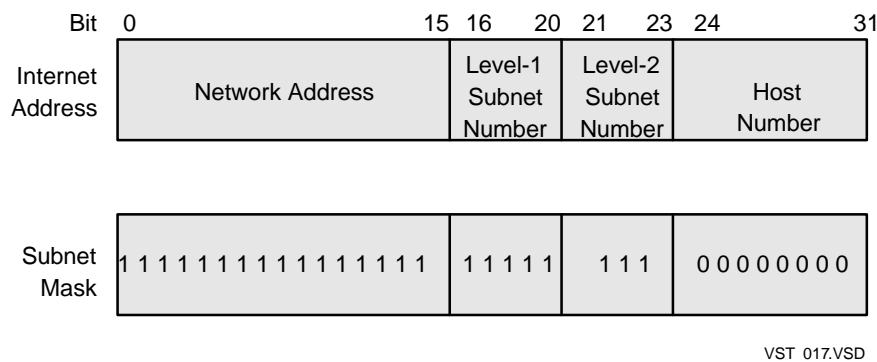 Bit 0 15 16 20 21 23 24 31
Internet Address
Network Address
Level-1 Subnet Number
Level-2 Subnet Number
Host Number
Subnet Mask
1 1 1 1 1 1 1 1 1 1 1 1 1 1 1 1
1 1 1 1 1
1 1 1
0 0 0 0 0 0 0 0
VST_017.VSD